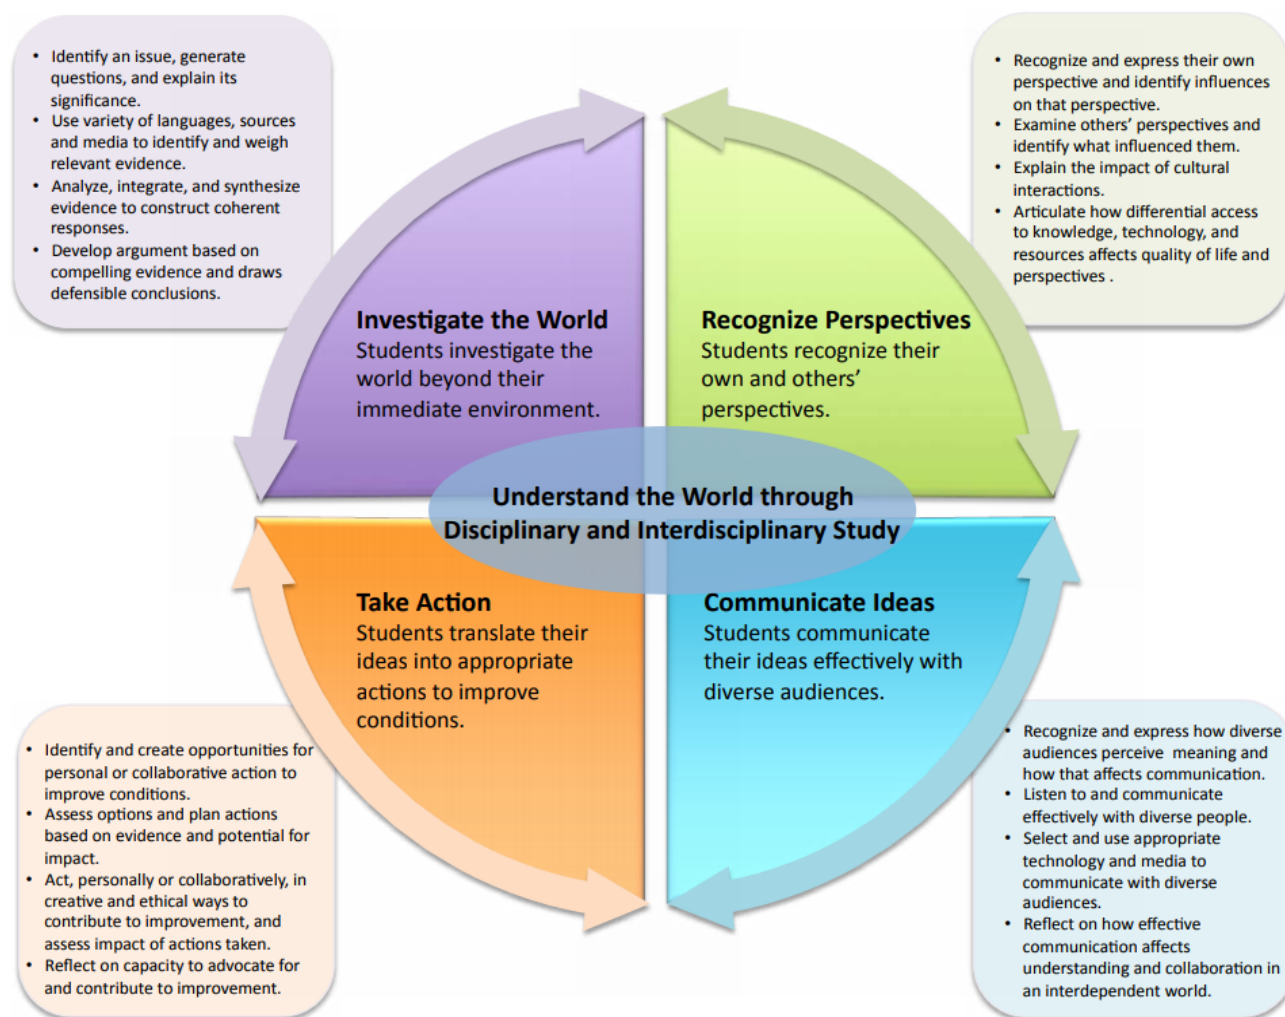 • Identify an issue, generate
questions, and explain its
significance.
• Use variety of languages, sources
and media to identify and weigh
relevant evidence.
• Analyze, integrate, and synthesize
evidence to construct coherent
responses.
• Develop argument based on
compelling evidence and draws
defensible conclusions.
• Recognize and express their own
perspective and identify influences
on that perspective.
• Examine others’ perspectives and
identify what influenced them.
• Explain the impact of cultural
interactions.
• Articulate how differential access
to knowledge, technology, and
resources affects quality of life and
perspectives .
Investigate the World
Students investigate the
world beyond their
immediate environment.
Recognize Perspectives
Students recognize their
own and others’
perspectives.
Understand the World through
Disciplinary and Interdisciplinary Study
Take Action
Students translate their
ideas into appropriate
actions to improve
conditions.
Communicate Ideas
Students communicate
their ideas effectively with
diverse audiences.
• Identify and create opportunities for
personal or collaborative action to
improve conditions.
• Assess options and plan actions
based on evidence and potential for
impact.
• Act, personally or collaboratively, in
creative and ethical ways to
contribute to improvement, and
assess impact of actions taken.
• Reflect on capacity to advocate for
and contribute to improvement.
• Recognize and express how diverse
audiences perceive meaning and
how that affects communication.
• Listen to and communicate
effectively with diverse people.
• Select and use appropriate
technology and media to
communicate with diverse
audiences.
• Reflect on how effective
communication affects
understanding and collaboration in
an interdependent world.